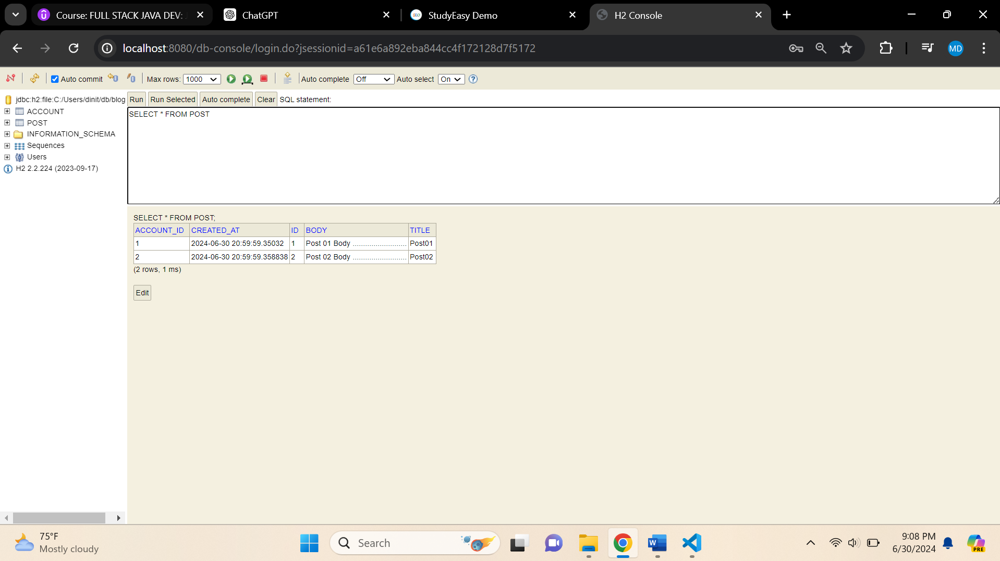 Course: FULL STACK JAVA DEV:
ChatGPT
StudyEasy Demo
H2 Console
localhost:8080/db-console/login.do?jsessionid=a61e6a892eba844cc4f172128d7f5172
MD
Auto commit
Max rows: 1000
Auto complete Off
Auto select On
jdbc:h2:file:C:/Users/dinit/db/blog
ACCOUNT
POST
INFORMATION_SCHEMA
Sequences
Users
H2 2.2.224 (2023-09-17)
Run Run Selected Auto complete Clear SQL statement:
SELECT * FROM POST
SELECT * FROM POST;
ACCOUNT_ID CREATED_AT ID BODY TITLE
1 2024-06-30 20:59:59.35032 1 Post 01 Body .......................... Post01
2 2024-06-30 20:59:59.358838 2 Post 02 Body .......................... Post02
(2 rows, 1 ms)
Edit
75°F
Mostly cloudy
Search
9:08 PM
6/30/2024
PRE